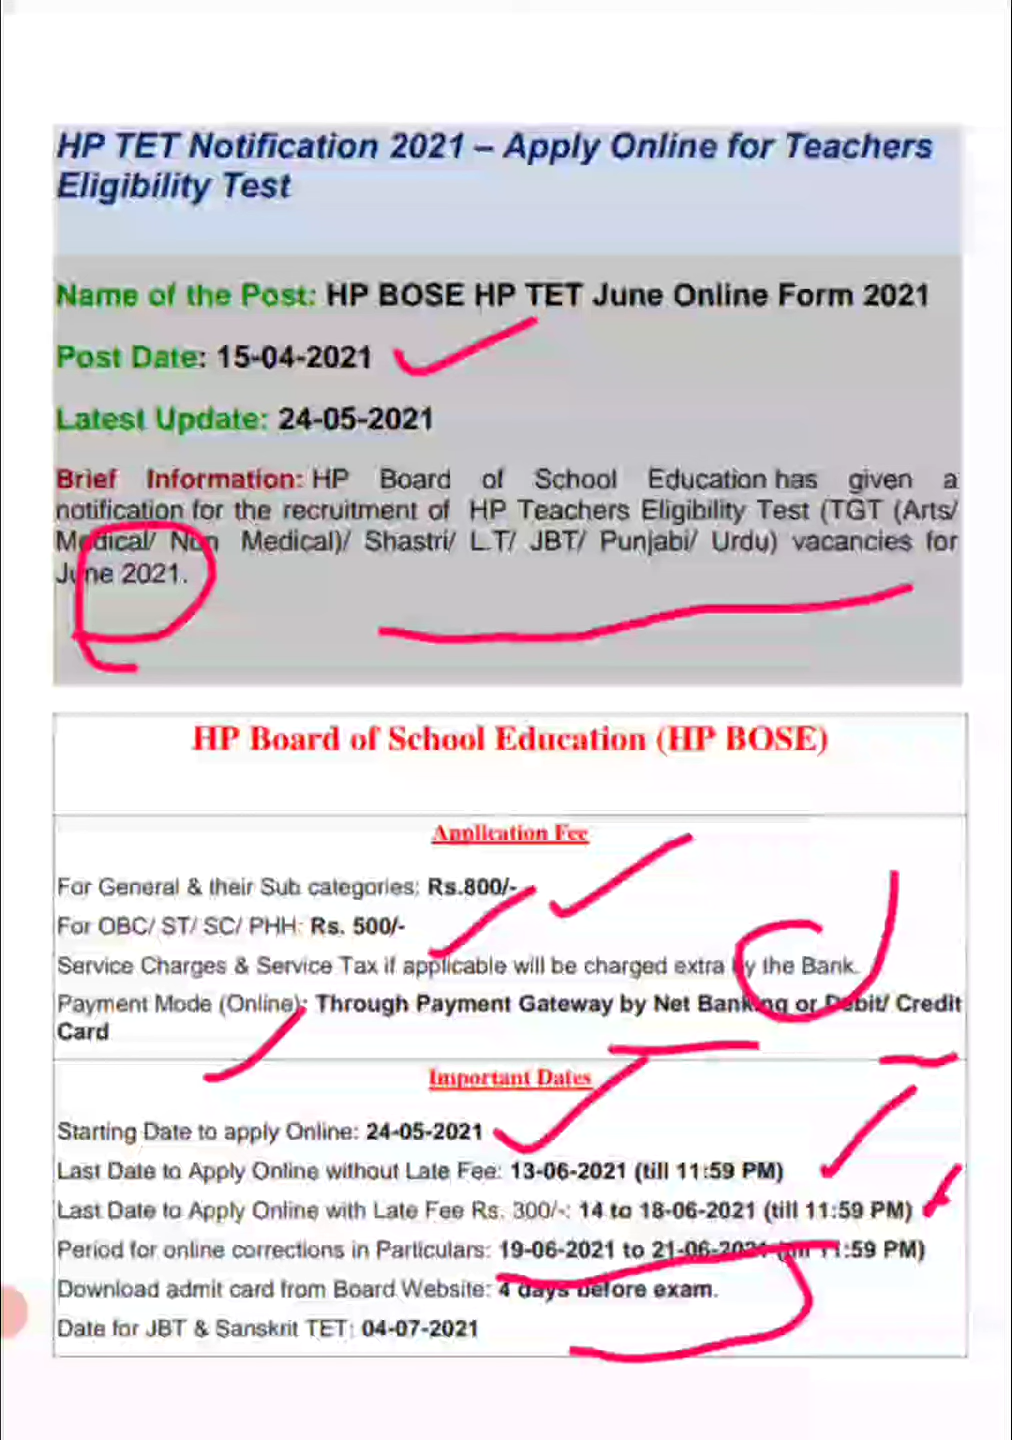 HP TET Notification 2021 – Apply Online for Teachers
Eligibility Test
Name of the Post: HP BOSE HP TET June Online Form 2021
Post Date: 15-04-2021
Latest Update: 24-05-2021
Brief Information: HP Board of School Education has given a
notification for the recruitment of HP Teachers Eligibility Test (TGT (Arts/
Medical/ Non Medical)/ Shastri/ L.T/ JBT/ Punjabi/ Urdu) vacancies for
June 2021.
HP Board of School Education (HP BOSE)
Application Fee
For General & their Sub categories: Rs.800/-
For OBC/ ST/ SC/ PHH: Rs. 500/-
Service Charges & Service Tax if applicable will be charged extra by the Bank.
Payment Mode (Online): Through Payment Gateway by Net Banking or Debit/ Credit
Card
Important Dates
Starting Date to apply Online: 24-05-2021
Last Date to Apply Online without Late Fee: 13-06-2021 (till 11:59 PM)
Last Date to Apply Online with Late Fee Rs. 300/-: 14 to 18-06-2021 (till 11:59 PM)
Period for online corrections in Particulars: 19-06-2021 to 21-06-2021 (till 11:59 PM)
Download admit card from Board Website: 4 days before exam.
Date for JBT & Sanskrit TET: 04-07-2021